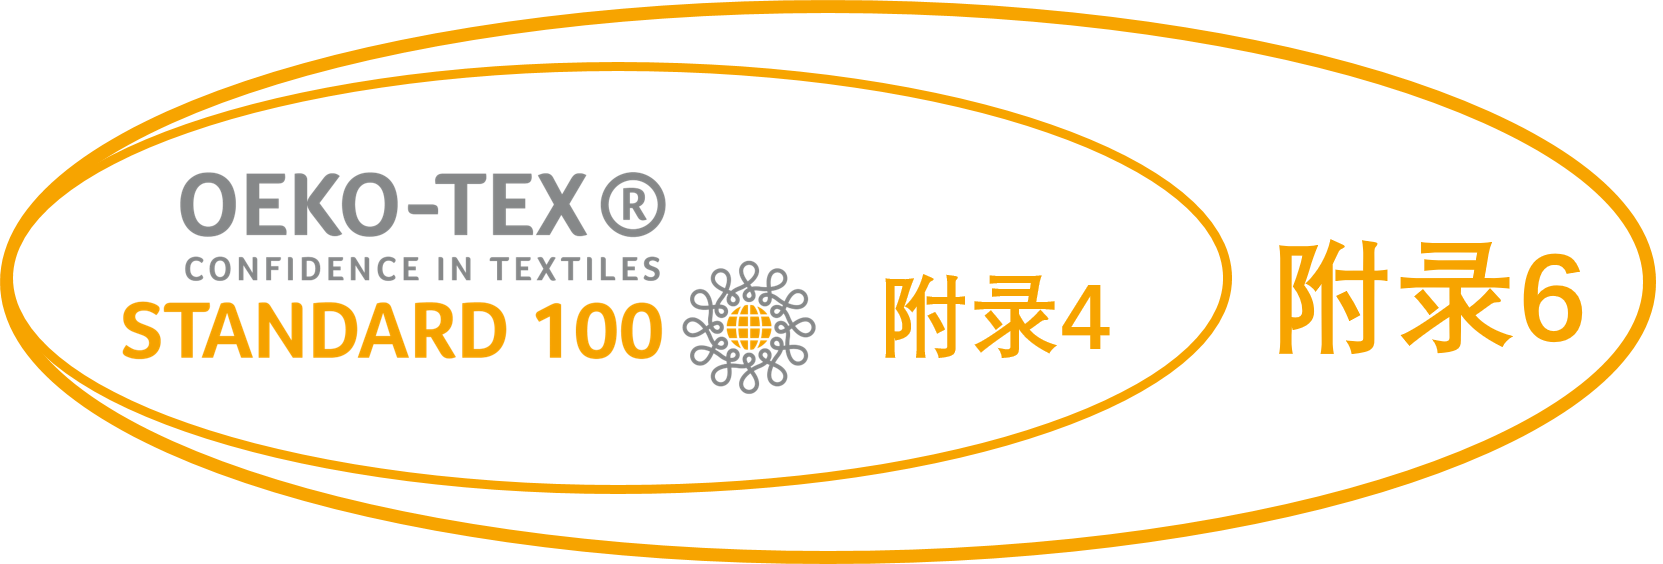 OEKO-TEX®
CONFIDENCE IN TEXTILES
STANDARD 100
附录4
附录6